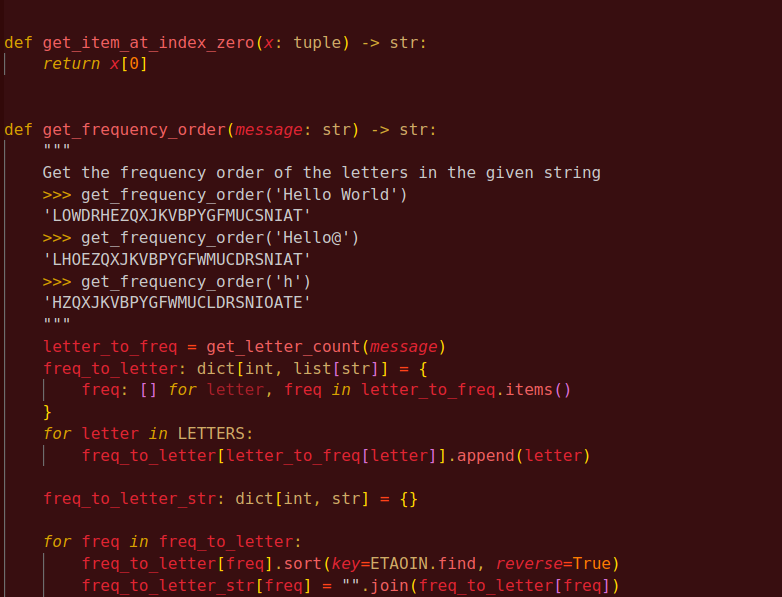 def get_item_at_index_zero(x: tuple) -> str:
    return x[0]
def get_frequency_order(message: str) -> str:
    """
    Get the frequency order of the letters in the given string
    >>> get_frequency_order('Hello World')
    'LOWDRHEZQXJKVBPYGFMUCSNIAT'
    >>> get_frequency_order('Hello@')
    'LHOEZQXJKVBPYGFWMUCDRSNIAT'
    >>> get_frequency_order('h')
    'HZQXJKVBPYGFWMUCLDRSNIOATE'
    """
    letter_to_freq = get_letter_count(message)
    freq_to_letter: dict[int, list[str]] = {
        freq: [] for letter, freq in letter_to_freq.items()
    }
    for letter in LETTERS:
        freq_to_letter[letter_to_freq[letter]].append(letter)
    freq_to_letter_str: dict[int, str] = {}
    for freq in freq_to_letter:
        freq_to_letter[freq].sort(key=ETAOIN.find, reverse=True)
        freq_to_letter_str[freq] = "".join(freq_to_letter[freq])